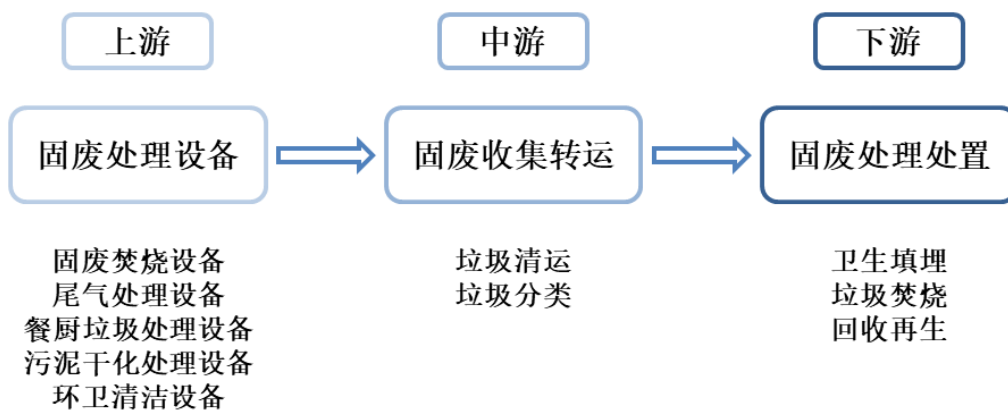 上游
中游
下游
固废处理设备
固废收集转运
固废处理处置
固废焚烧设备
尾气处理设备
餐厨垃圾处理设备
污泥干化处理设备
环卫清洁设备
垃圾清运
垃圾分类
卫生填埋
垃圾焚烧
回收再生